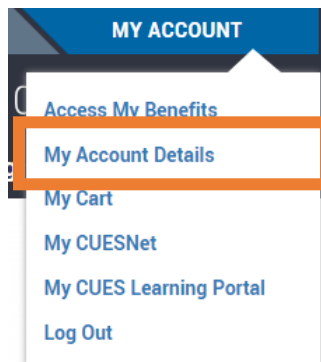 MY ACCOUNT
Access My Benefits
My Account Details
My Cart
My CUESNet
My CUES Learning Portal
Log Out